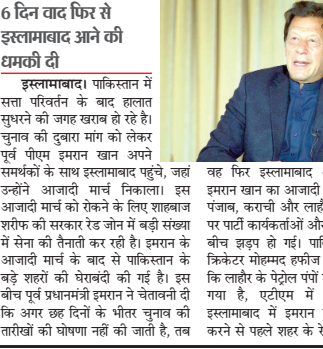 6 दिन वाद फिर से
इस्लामाबाद आने की
धमकी दी
इस्लामाबाद। पाकिस्तान में
सत्ता परिवर्तन के बाद हालात
सुधरने की जगह खराब हो रहे है।
चुनाव की दुबारा मांग को लेकर
पूर्व पीएम इमरान खान अपने
समर्थकों के साथ इस्लामाबाद पहुंचे, जहां
उन्होंने आजादी मार्च निकाला। इस
आजादी मार्च को रोकने के लिए शाहबाज
शरीफ की सरकार रेड जोन में बड़ी संख्या
में सेना की तैनाती कर रही है। इमरान के
आजादी मार्च के बाद से पाकिस्तान के
बड़े शहरों की घेराबंदी की गई है। इस
बीच पूर्व प्रधानमंत्री इमरान ने चेतावनी दी
कि अगर छह दिनों के भीतर चुनाव की
तारीखों की घोषणा नहीं की जाती है, तब
वह फिर इस्लामाबाद
इमरान खान का आजादी
पंजाब, कराची और लाहौ
पर पार्टी कार्यकर्ताओं और
बीच झड़प हो गई। पाि
क्रिकेटर मोहम्मद हफीज
कि लाहौर के पेट्रोल पंपों
गया है, एटीएम में
इस्लामाबाद में इमरान
करने से पहले शहर के रे